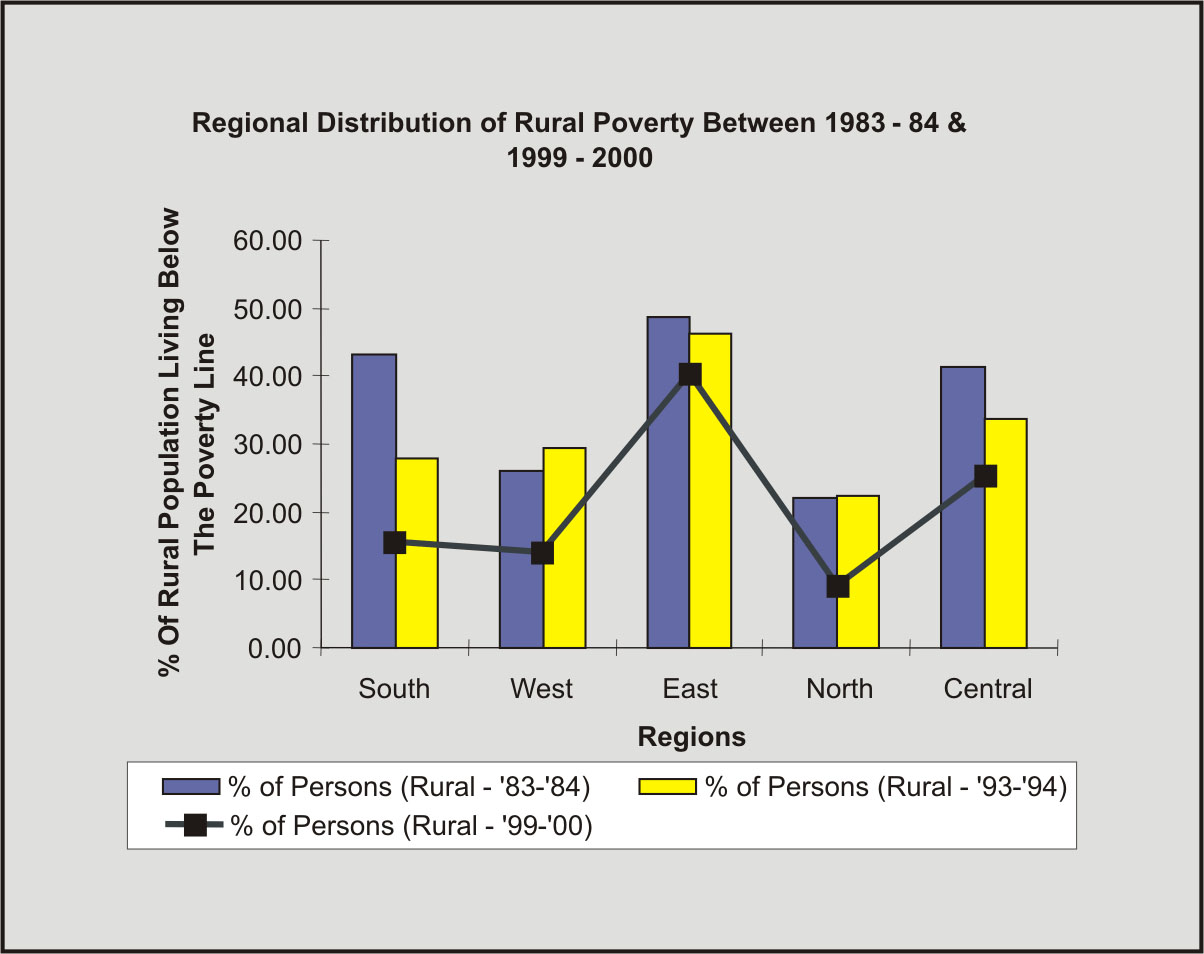 Regional Distribution of Rural Poverty Between 1983 - 84 &
1999 - 2000
% Of Rural Population Living Below
The Poverty Line
60.00
50.00
40.00
30.00
20.00
10.00
0.00
South
West
East
North
Central
Regions
% of Persons (Rural - '83-'84)
% of Persons (Rural - '93-'94)
% of Persons (Rural - '99-'00)